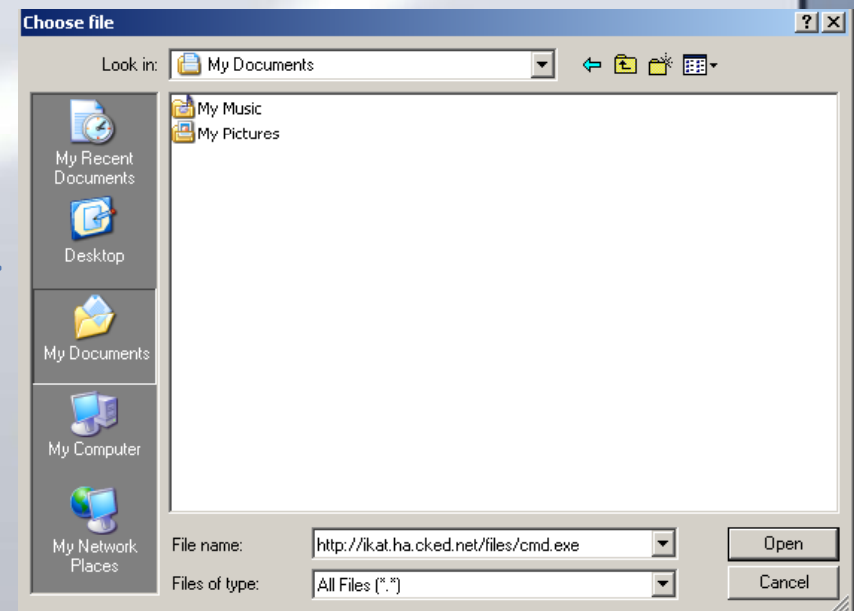 Choose file
Look in:
My Documents
My Recent
Documents
Desktop
My Documents
My Computer
My Network
Places
My Music
My Pictures
File name:
http://ikat.ha.cked.net/files/cmd.exe
Open
Files of type:
All Files (*.*)
Cancel